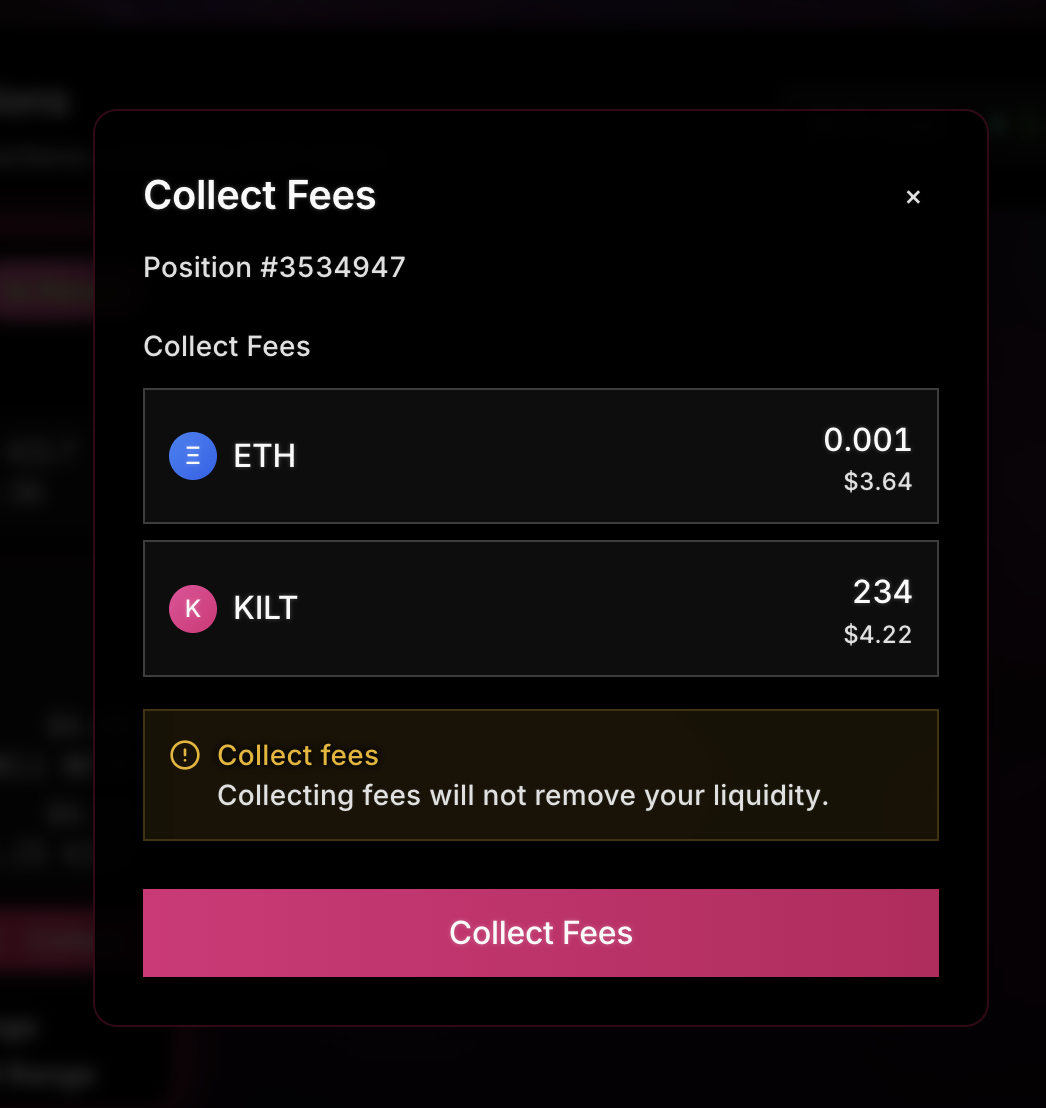 Collect Fees
×
Position #3534947
Collect Fees
Ξ ETH
0.001
$3.64
K KILT
234
$4.22
Collect fees
Collecting fees will not remove your liquidity.
Collect Fees